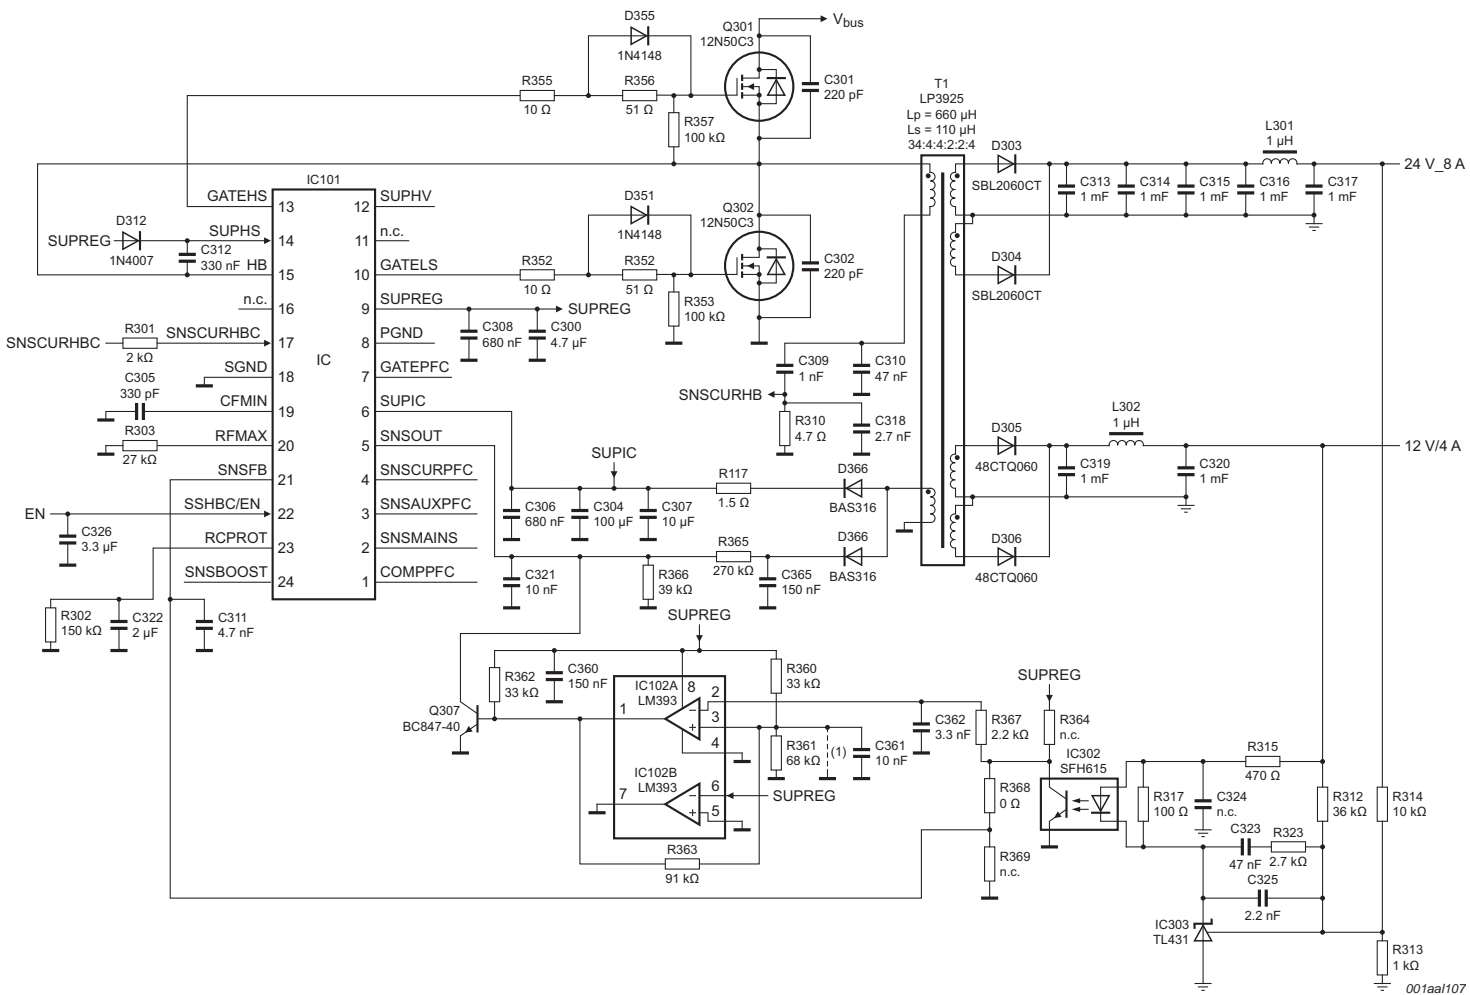 D355
1N4148
Q301
12N50C3
Vbus
R355
10 Ω
R356
51 Ω
C301
220 pF
R357
100 kΩ
T1
LP3925
Lp = 660 µH
Ls = 110 µH
34:4:4:2:2:4
D303
SBL2060CT
L301
1 µH
24 V_8 A
C313
1 mF
C314
1 mF
C315
1 mF
C316
1 mF
C317
1 mF
D304
SBL2060CT
IC101
IC
GATEHS
13
SUPHS
14
HB
15
n.c.
16
SNSCURHBC
17
SGND
18
CFMIN
19
RFMAX
20
SNSFB
21
SSHBC/EN
22
RCPROT
23
SNSBOOST
24
12
SUPHV
11
n.c.
10
GATELS
9
SUPREG
8
PGND
7
GATEPFC
6
SUPIC
5
SNSOUT
4
SNSCURPFC
3
SNSAUXPFC
2
SNSMAINS
1
COMPPFC
D312
SUPREG
1N4007
C312
330 nF
SNSCURHBC
R301
2 kΩ
C305
330 pF
R303
27 kΩ
EN
C326
3.3 µF
R302
150 kΩ
C322
2 µF
C311
4.7 nF
D351
1N4148
Q302
12N50C3
R352
10 Ω
R352
51 Ω
C302
220 pF
R353
100 kΩ
SUPREG
C308
680 nF
C300
4.7 µF
C309
1 nF
C310
47 nF
SNSCURHB
R310
4.7 Ω
C318
2.7 nF
SUPIC
R117
1.5 Ω
D366
BAS316
C306
680 nF
C304
100 µF
C307
10 µF
R365
270 kΩ
D366
BAS316
C321
10 nF
R366
39 kΩ
C365
150 nF
D305
48CTQ060
L302
1 µH
12 V/4 A
C319
1 mF
C320
1 mF
D306
48CTQ060
SUPREG
R362
33 kΩ
C360
150 nF
IC102A
LM393
8
2
1
3
4
R360
33 kΩ
Q307
BC847-40
R361
68 kΩ
(1)
C361
10 nF
IC102B
LM393
7
6
5
SUPREG
R363
91 kΩ
C362
3.3 nF
R367
2.2 kΩ
SUPREG
R364
n.c.
IC302
SFH615
R368
0 Ω
R369
n.c.
R315
470 Ω
R317
100 Ω
C324
n.c.
R312
36 kΩ
R314
10 kΩ
C323
47 nF
R323
2.7 kΩ
C325
2.2 nF
IC303
TL431
R313
1 kΩ
001aal107